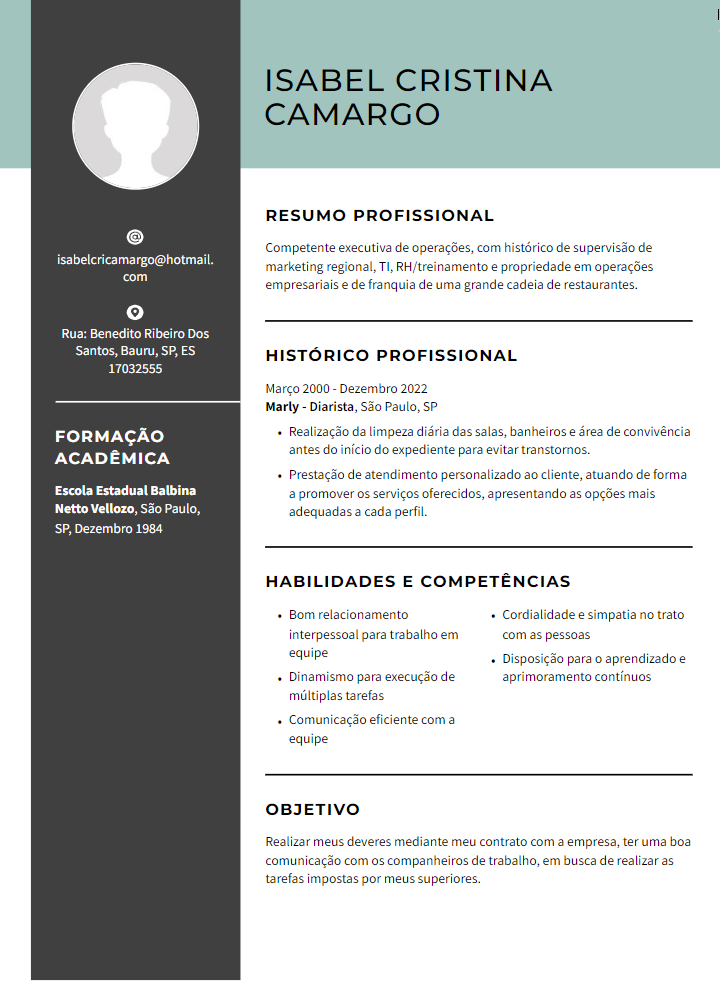 ISABEL CRISTINA
CAMARGO
isabelcricamargo@hotmail.
com
Rua: Benedito Ribeiro Dos
Santos, Bauru, SP, ES
17032555
FORMAÇÃO
ACADÊMICA
Escola Estadual Balbina
Netto Vellozo, São Paulo,
SP, Dezembro 1984
RESUMO PROFISSIONAL
Competente executiva de operações, com histórico de supervisão de
marketing regional, TI, RH/treinamento e propriedade em operações
empresariais e de franquia de uma grande cadeia de restaurantes.
HISTÓRICO PROFISSIONAL
Março 2000 - Dezembro 2022
Marly - Diarista, São Paulo, SP
• Realização da limpeza diária das salas, banheiros e área de convivência
antes do início do expediente para evitar transtornos.
• Prestação de atendimento personalizado ao cliente, atuando de forma
a promover os serviços oferecidos, apresentando as opções mais
adequadas a cada perfil.
HABILIDADES E COMPETÊNCIAS
• Bom relacionamento
interpessoal para trabalho em
equipe
• Dinamismo para execução de
múltiplas tarefas
• Comunicação eficiente com a
equipe
• Cordialidade e simpatia no trato
com as pessoas
• Disposição para o aprendizado e
aprimoramento contínuos
OBJETIVO
Realizar meus deveres mediante meu contrato com a empresa, ter uma boa
comunicação com os companheiros de trabalho, em busca de realizar as
tarefas impostas por meus superiores.